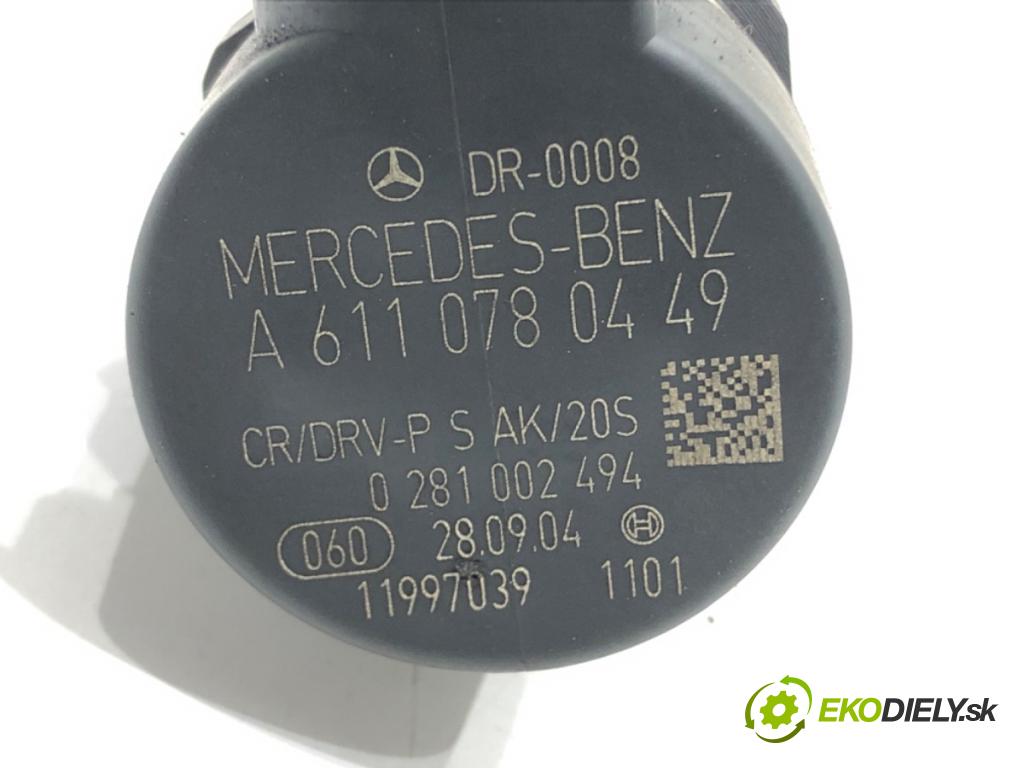 DR-0008
MERCEDES-BENZ
A 611 078 04 49
CR/DRV-P S AK/20S
0 281 002 494
060 28.09.04
11997039 1101
EKODIELY.sk